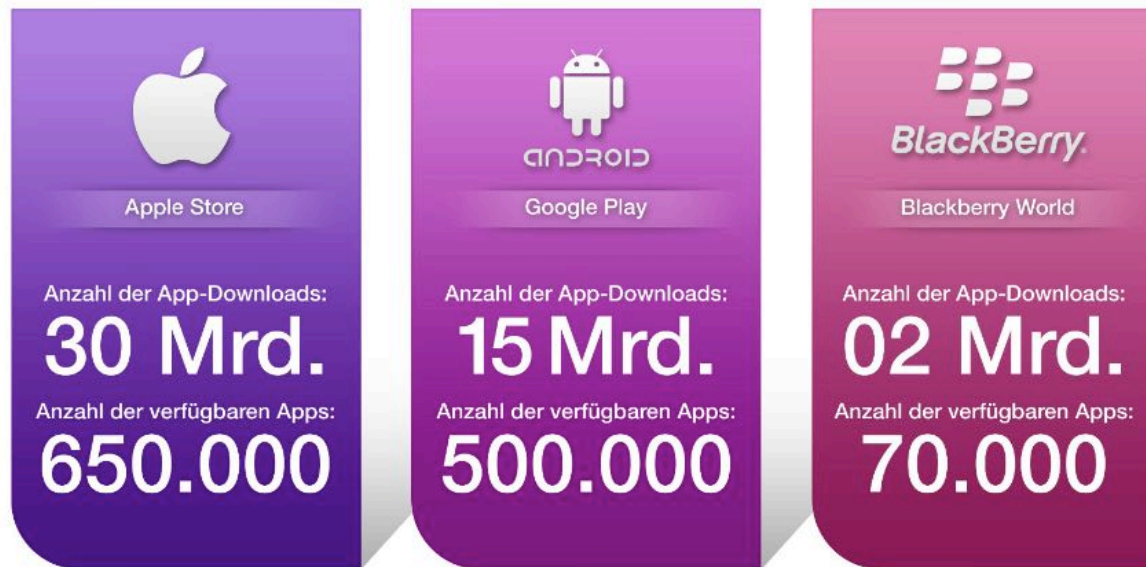 Apple Store
Anzahl der App-Downloads:
30 Mrd.
Anzahl der verfügbaren Apps:
650.000
ANDROID
Google Play
Anzahl der App-Downloads:
15 Mrd.
Anzahl der verfügbaren Apps:
500.000
BlackBerry.
Blackberry World
Anzahl der App-Downloads:
02 Mrd.
Anzahl der verfügbaren Apps:
70.000